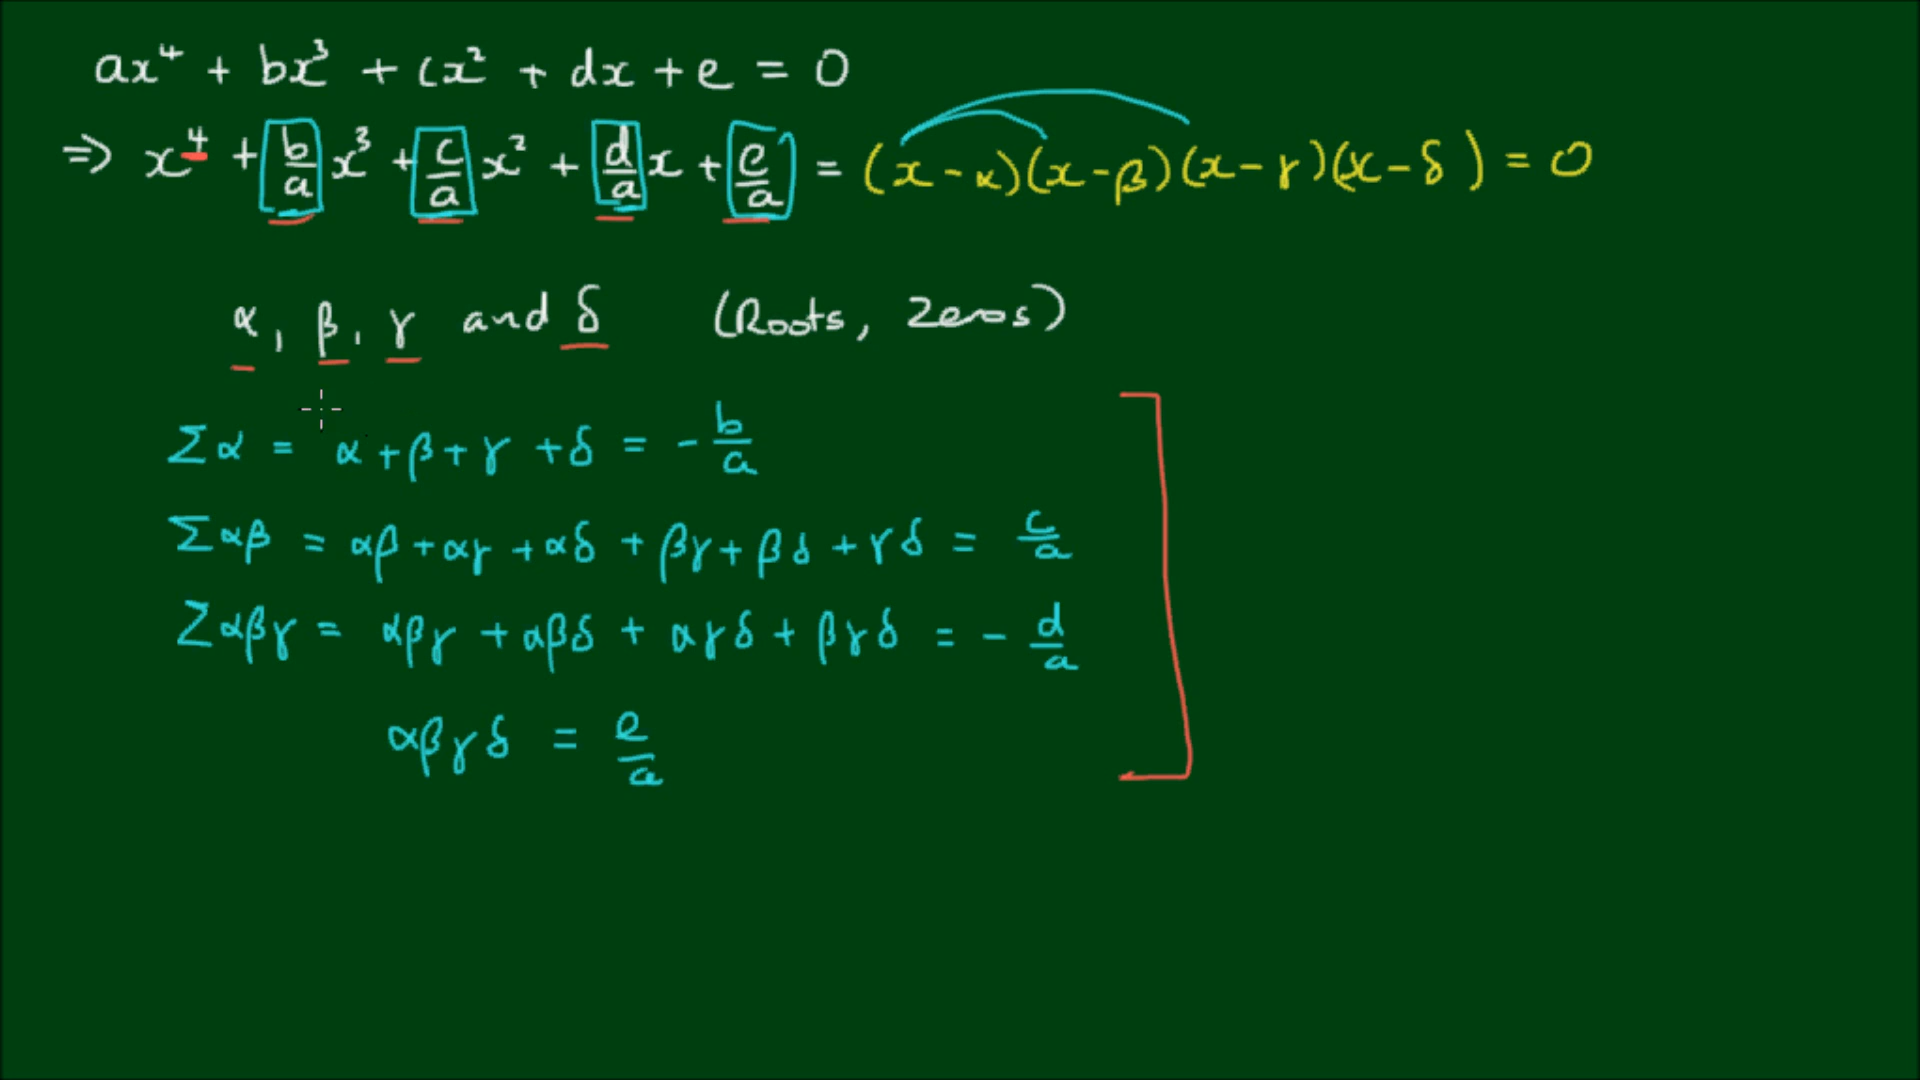 ax⁴ + bx³ + cx² + dx + e = 0
⇒ x⁴ + b/a x³ + c/a x² + d/a x + e/a = (x-α)(x-β)(x-γ)(x-δ) = 0
α, β, γ and δ (Roots, Zeros)
Σα = α+β+γ+δ = -b/a
Σαβ = αβ+αγ+αδ+βγ+βδ+γδ = c/a
Σαβγ = αβγ + αβδ + αγδ + βγδ = -d/a
αβγδ = e/a